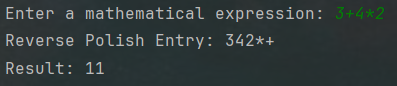 Enter a mathematical expression: 3+4*2
Reverse Polish Entry: 342*+
Result: 11